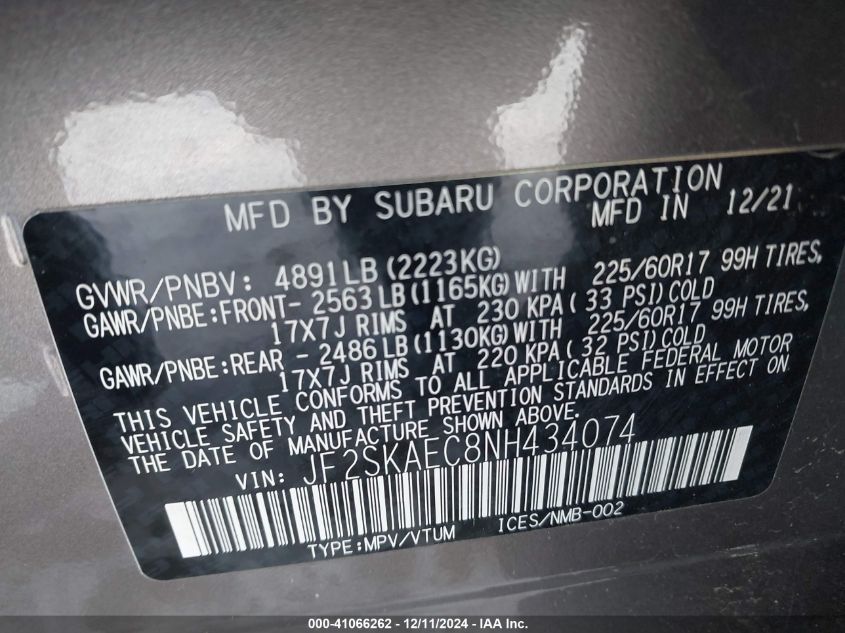 MFD BY SUBARU CORPORATION
MFD IN 12/21
GVWR/PNBV: 4891LB (2223KG)
GAWR/PNBE:FRONT- 2563LB(1165KG)WITH 225/60R17 99H TIRES,
17X7J RIMS AT 230 KPA( 33 PSI)COLD
GAWR/PNBE:REAR - 2486LB(1130KG)WITH 225/60R17 99H TIRES,
17X7J RIMS AT 220 KPA( 32 PSI)COLD
THIS VEHICLE CONFORMS TO ALL APPLICABLE FEDERAL MOTOR
VEHICLE SAFETY AND THEFT PREVENTION STANDARDS IN EFFECT ON
THE DATE OF MANUFACTURE SHOWN ABOVE.
VIN: JF2SKAEC8NH434074
TYPE:MPV/VTUM ICES/NMB-002
000-41066262 - 12/11/2024 - IAA Inc.